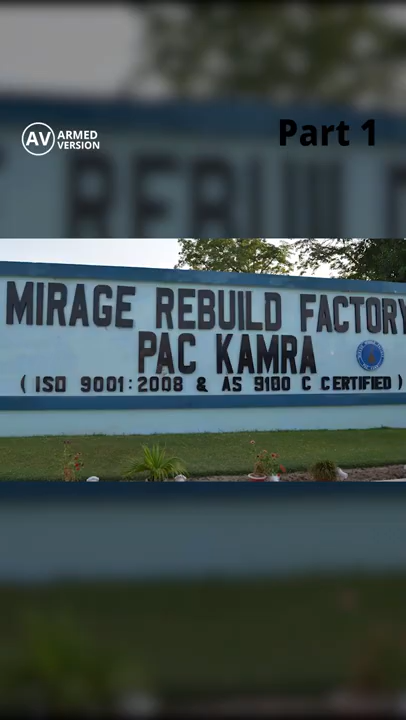 AV ARMED
VERSION
Part 1
MIRAGE REBUILD FACTORY
PAC KAMRA
( ISO 9001:2008 & AS 9100 C CERTIFIED )